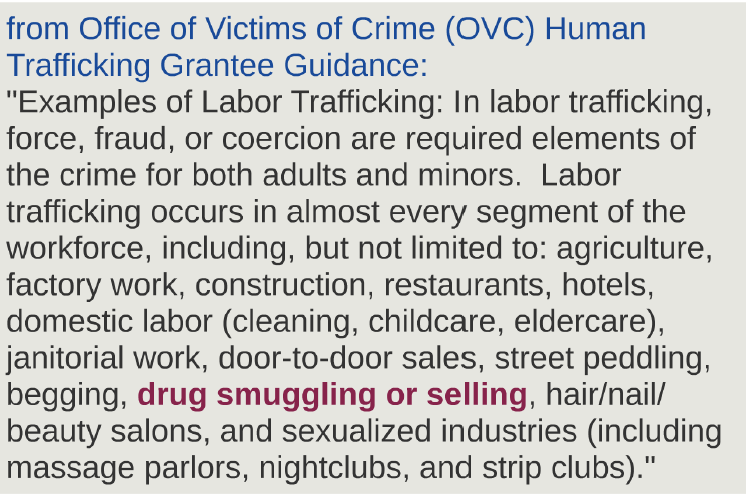 from Office of Victims of Crime (OVC) Human
Trafficking Grantee Guidance:
"Examples of Labor Trafficking: In labor trafficking,
force, fraud, or coercion are required elements of
the crime for both adults and minors.  Labor
trafficking occurs in almost every segment of the
workforce, including, but not limited to: agriculture,
factory work, construction, restaurants, hotels,
domestic labor (cleaning, childcare, eldercare),
janitorial work, door-to-door sales, street peddling,
begging, drug smuggling or selling, hair/nail/
beauty salons, and sexualized industries (including
massage parlors, nightclubs, and strip clubs)."